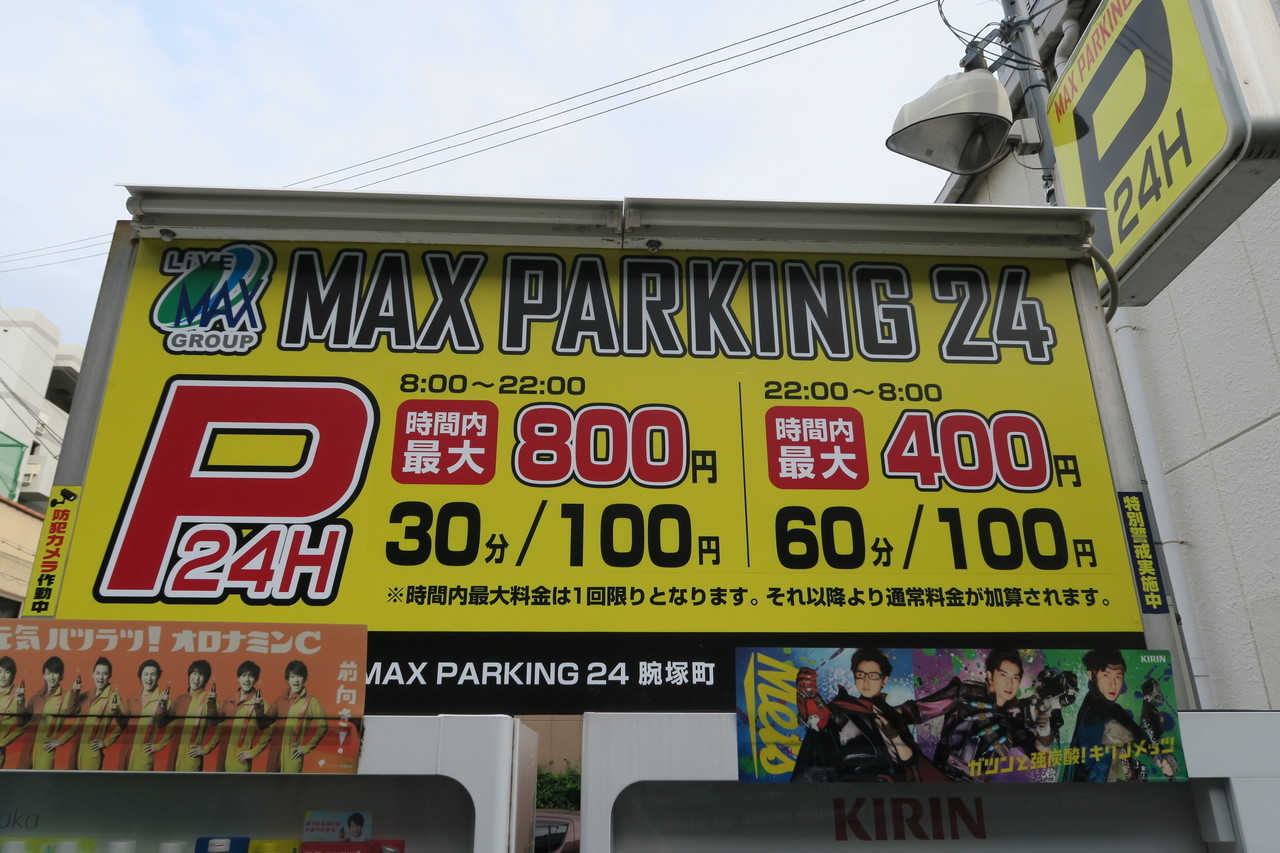 MAX PARKING
P
24H
LiVE
MAX
GROUP
MAX PARKING 24
P
24H
8:00～22:00
時間内
最大
800円
30分/100円
22:00～8:00
時間内
最大
400円
60分/100円
※時間内最大料金は1回限りとなります。それ以降より通常料金が加算されます。
防犯カメラ作動中
特別警戒実施中
MAX PARKING 24 腕塚町
元気ハツラツ！オロナミンC
前向き！
Mets
KIRIN
ガツンと強炭酸！キリンメッツ
uka
KIRIN